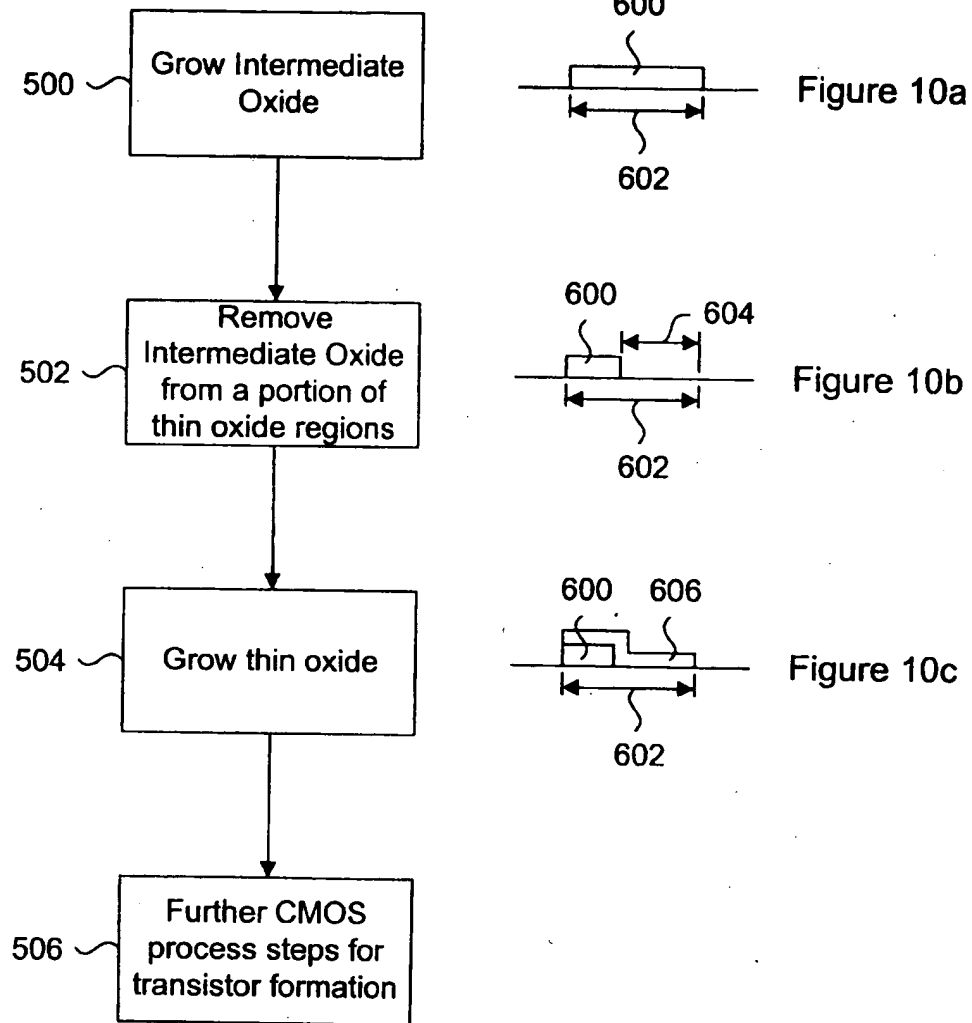 600
500
Grow Intermediate
Oxide
Figure 10a
602
600
604
502
Remove
Intermediate Oxide
from a portion of
thin oxide regions
Figure 10b
602
600
606
504
Grow thin oxide
Figure 10c
602
506
Further CMOS
process steps for
transistor formation